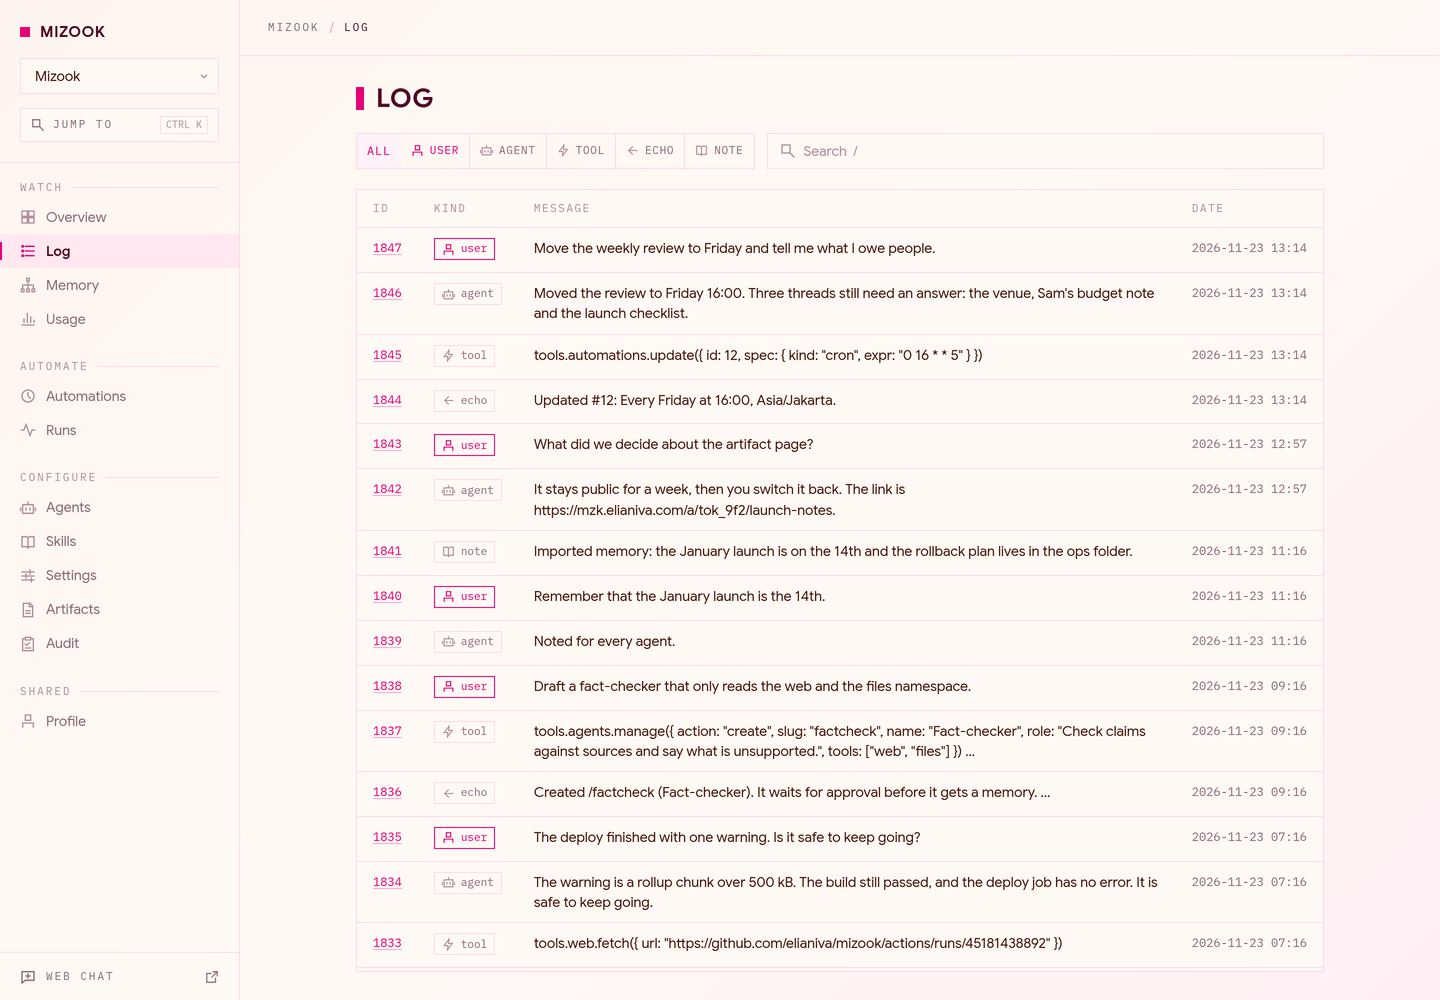 MIZOOK
Mizook
JUMP TO CTRL K
WATCH
Overview
Log
Memory
Usage
AUTOMATE
Automations
Runs
CONFIGURE
Agents
Skills
Settings
Artifacts
Audit
SHARED
Profile
WEB CHAT
MIZOOK / LOG
LOG
ALL USER AGENT TOOL ECHO NOTE Search /
ID KIND MESSAGE DATE
1847 user Move the weekly review to Friday and tell me what I owe people. 2026-11-23 13:14
1846 agent Moved the review to Friday 16:00. Three threads still need an answer: the venue, Sam's budget note 2026-11-23 13:14
and the launch checklist.
1845 tool tools.automations.update({ id: 12, spec: { kind: "cron", expr: "0 16 * * 5" } }) 2026-11-23 13:14
1844 echo Updated #12: Every Friday at 16:00, Asia/Jakarta. 2026-11-23 13:14
1843 user What did we decide about the artifact page? 2026-11-23 12:57
1842 agent It stays public for a week, then you switch it back. The link is 2026-11-23 12:57
https://mzk.elianiva.com/a/tok_9f2/launch-notes.
1841 note Imported memory: the January launch is on the 14th and the rollback plan lives in the ops folder. 2026-11-23 11:16
1840 user Remember that the January launch is the 14th. 2026-11-23 11:16
1839 agent Noted for every agent. 2026-11-23 11:16
1838 user Draft a fact-checker that only reads the web and the files namespace. 2026-11-23 09:16
1837 tool tools.agents.manage({ action: "create", slug: "factcheck", name: "Fact-checker", role: "Check claims 2026-11-23 09:16
against sources and say what is unsupported.", tools: ["web", "files"] }) ...
1836 echo Created /factcheck (Fact-checker). It waits for approval before it gets a memory. ... 2026-11-23 09:16
1835 user The deploy finished with one warning. Is it safe to keep going? 2026-11-23 07:16
1834 agent The warning is a rollup chunk over 500 kB. The build still passed, and the deploy job has no error. It is 2026-11-23 07:16
safe to keep going.
1833 tool tools.web.fetch({ url: "https://github.com/elianiva/mizook/actions/runs/45181438892" }) 2026-11-23 07:16